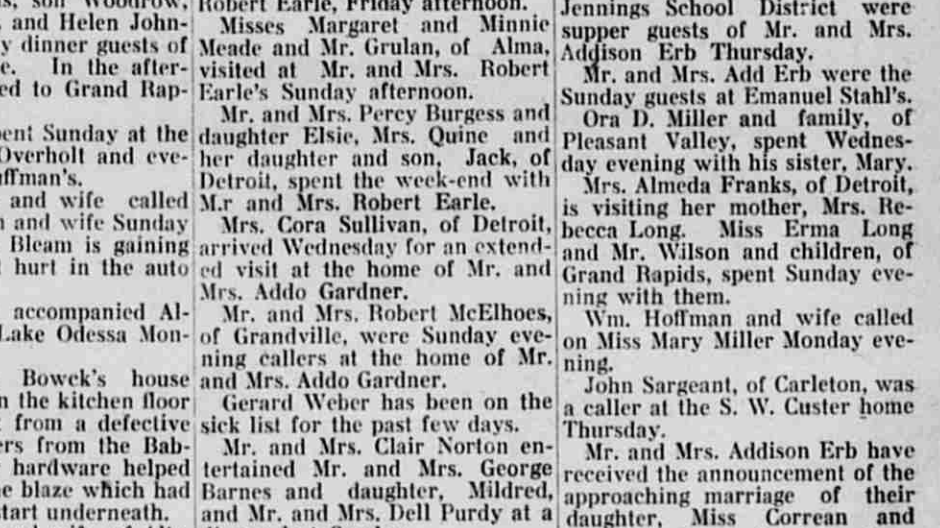 son Woodrow,
and Helen John-
y dinner guests of
e. In the after-
ed to Grand Rap-
ent Sunday at the
Overholt and eve-
ffman's.
and wife called
and wife Sunday
Bleam is gaining
hurt in the auto
accompanied Al-
Lake Odessa Mon-
Bowek's house
n the kitchen floor
from a defective
ers from the Bab-
hardware helped
e blaze which had
start underneath.
Robert Earle, Friday afternoon.
Misses Margaret and Minnie
Meade and Mr. Grulan, of Alma,
visited at Mr. and Mrs. Robert
Earle's Sunday afternoon.
Mr. and Mrs. Percy Burgess and
daughter Elsie, Mrs. Quine and
her daughter and son, Jack, of
Detroit, spent the week-end with
M.r and Mrs. Robert Earle.
Mrs. Cora Sullivan, of Detroit,
arrived Wednesday for an extend-
ed visit at the home of Mr. and
Mrs. Addo Gardner.
Mr. and Mrs. Robert McElhoes,
of Grandville, were Sunday eve-
ning callers at the home of Mr.
and Mrs. Addo Gardner.
Gerard Weber has been on the
sick list for the past few days.
Mr. and Mrs. Clair Norton en-
tertained Mr. and Mrs. George
Barnes and daughter, Mildred,
and Mr. and Mrs. Dell Purdy at a
Jennings School District were
supper guests of Mr. and Mrs.
Addison Erb Thursday.
Mr. and Mrs. Add Erb were the
Sunday guests at Emanuel Stahl's.
Ora D. Miller and family, of
Pleasant Valley, spent Wednes-
day evening with his sister, Mary.
Mrs. Almeda Franks, of Detroit,
is visiting her mother, Mrs. Re-
becca Long. Miss Erma Long
and Mr. Wilson and children, of
Grand Rapids, spent Sunday eve-
ning with them.
Wm. Hoffman and wife called
on Miss Mary Miller Monday eve-
ning.
John Sargeant, of Carleton, was
a caller at the S. W. Custer home
Thursday.
Mr. and Mrs. Addison Erb have
received the announcement of the
approaching marriage of their
daughter, Miss Correan and